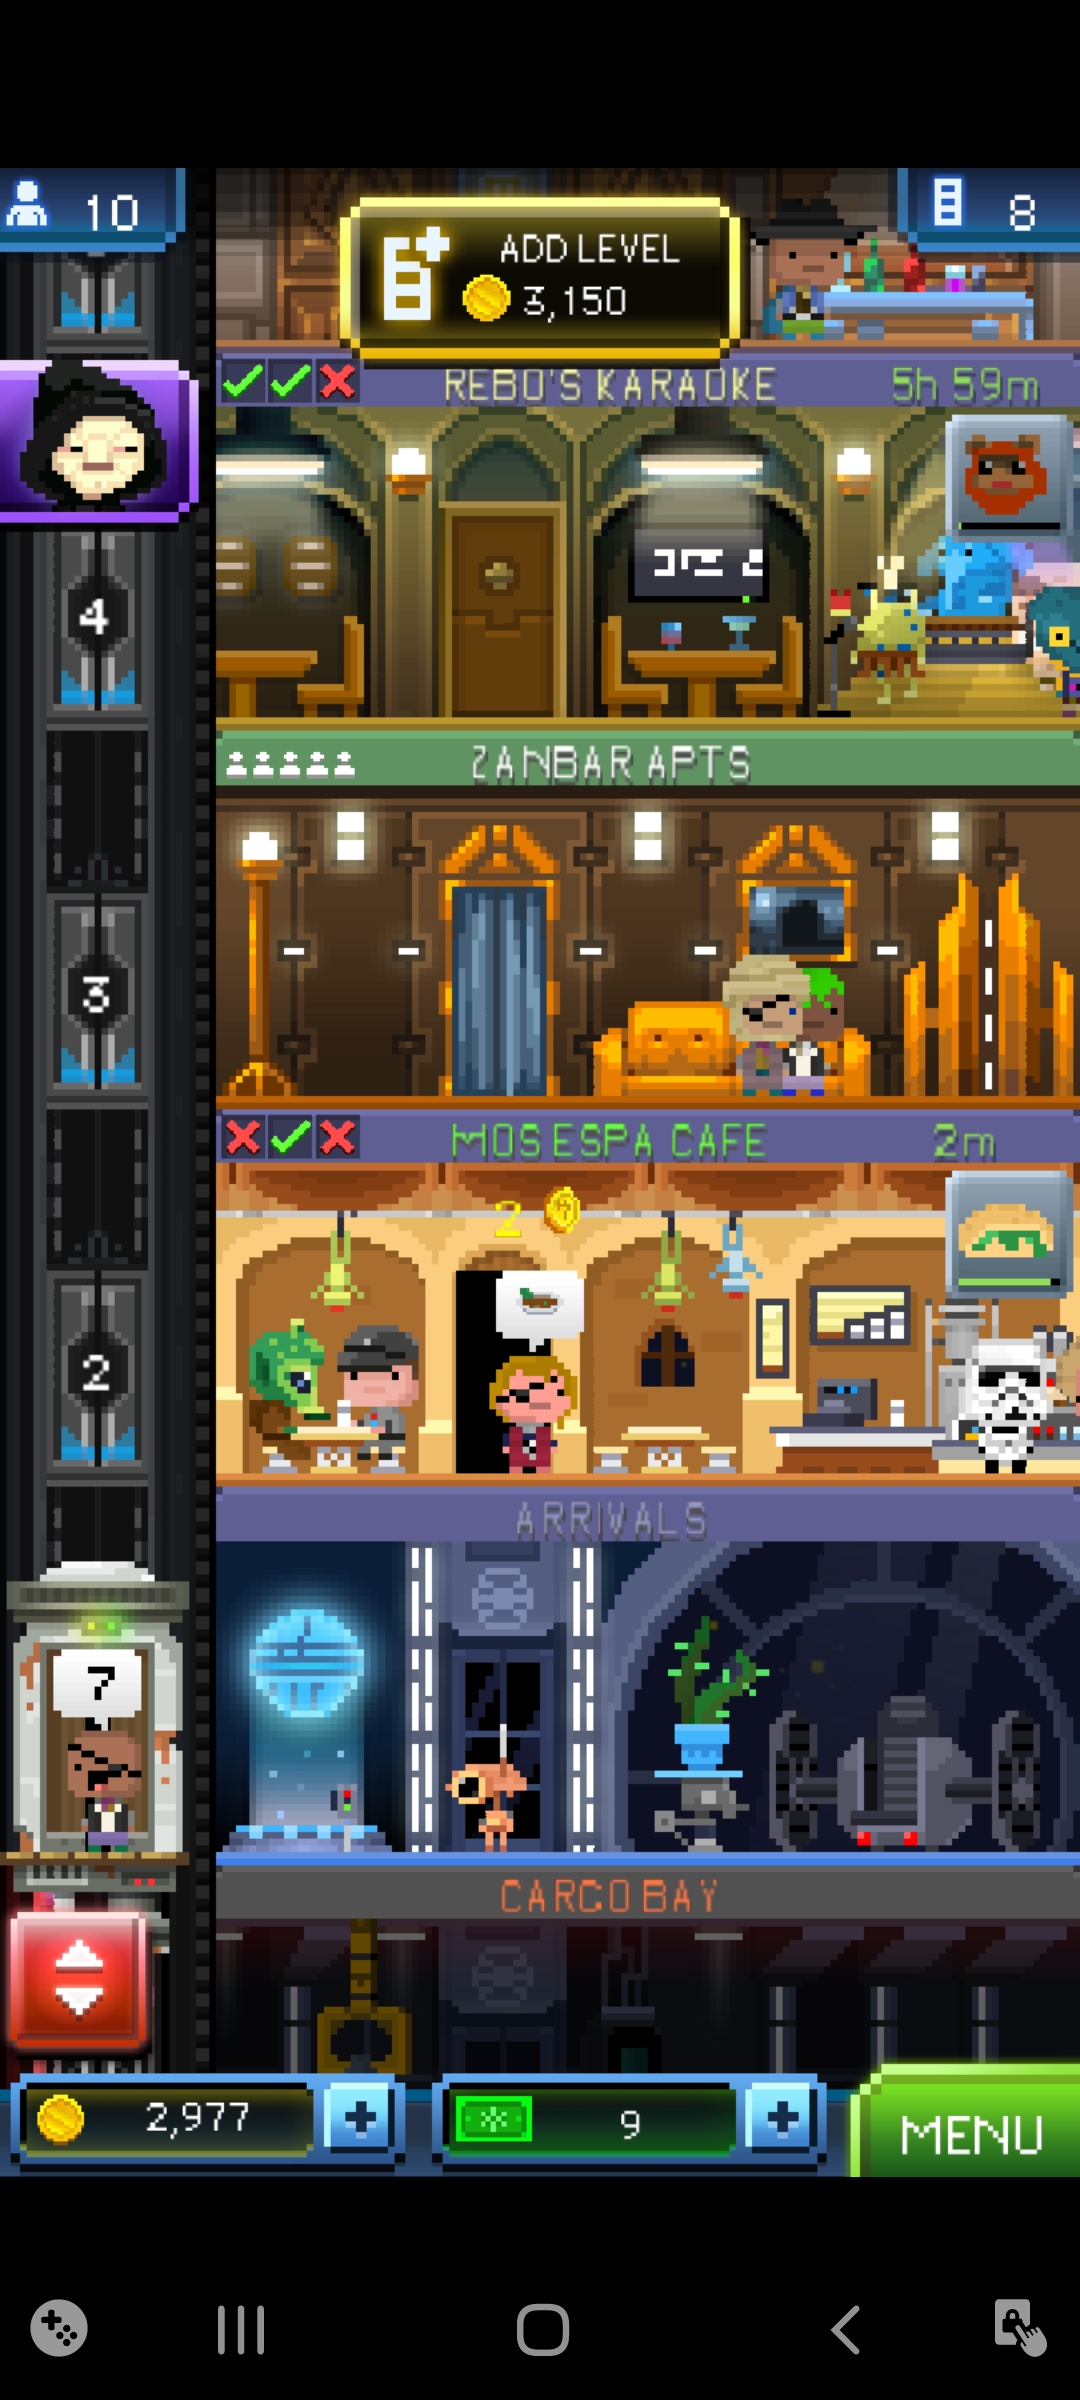 10
ADD LEVEL
3,150
8
REBO'S KARAOKE
5h 59m
4
ZANBAR APTS
3
MOS ESPA CAFE
2m
2
2
ARRIVALS
7
CARGO BAY
2,977
9
MENU